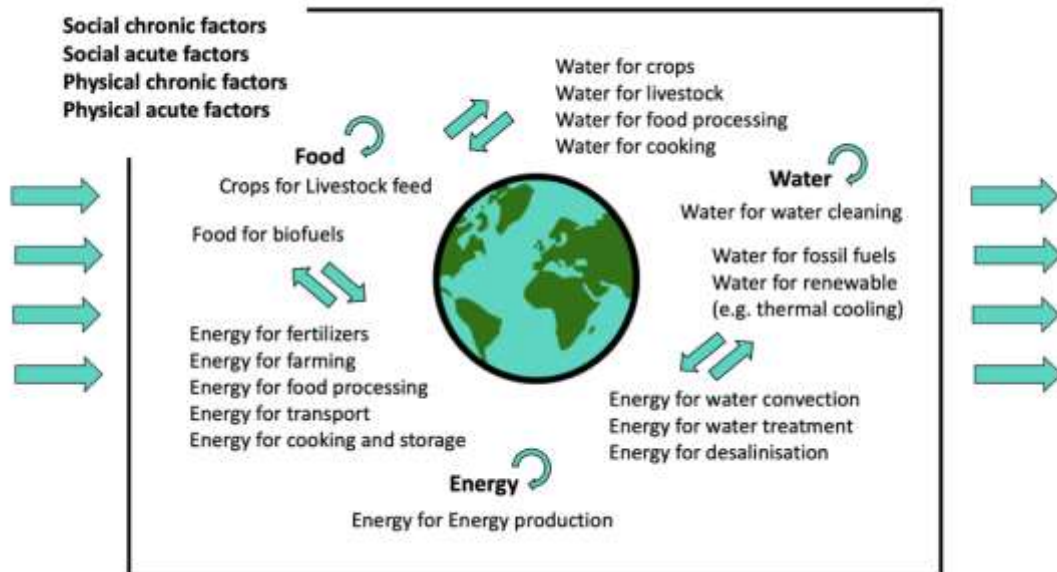 Social chronic factors
Social acute factors
Physical chronic factors
Physical acute factors
Water for crops
Water for livestock
Water for food processing
Water for cooking
Food
Crops for Livestock feed
Water
Water for water cleaning
Food for biofuels
Water for fossil fuels
Water for renewable
(e.g. thermal cooling)
Energy for fertilizers
Energy for farming
Energy for food processing
Energy for transport
Energy for cooking and storage
Energy for water convection
Energy for water treatment
Energy for desalinisation
Energy
Energy for Energy production